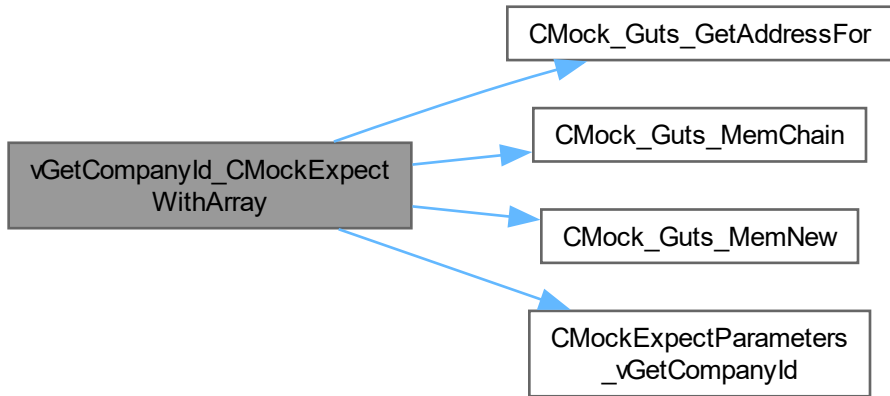 CMock_Guts_GetAddressFor
CMock_Guts_MemChain
vGetCompanyId_CMockExpect
WithArray
CMock_Guts_MemNew
CMockExpectParameters
_vGetCompanyId